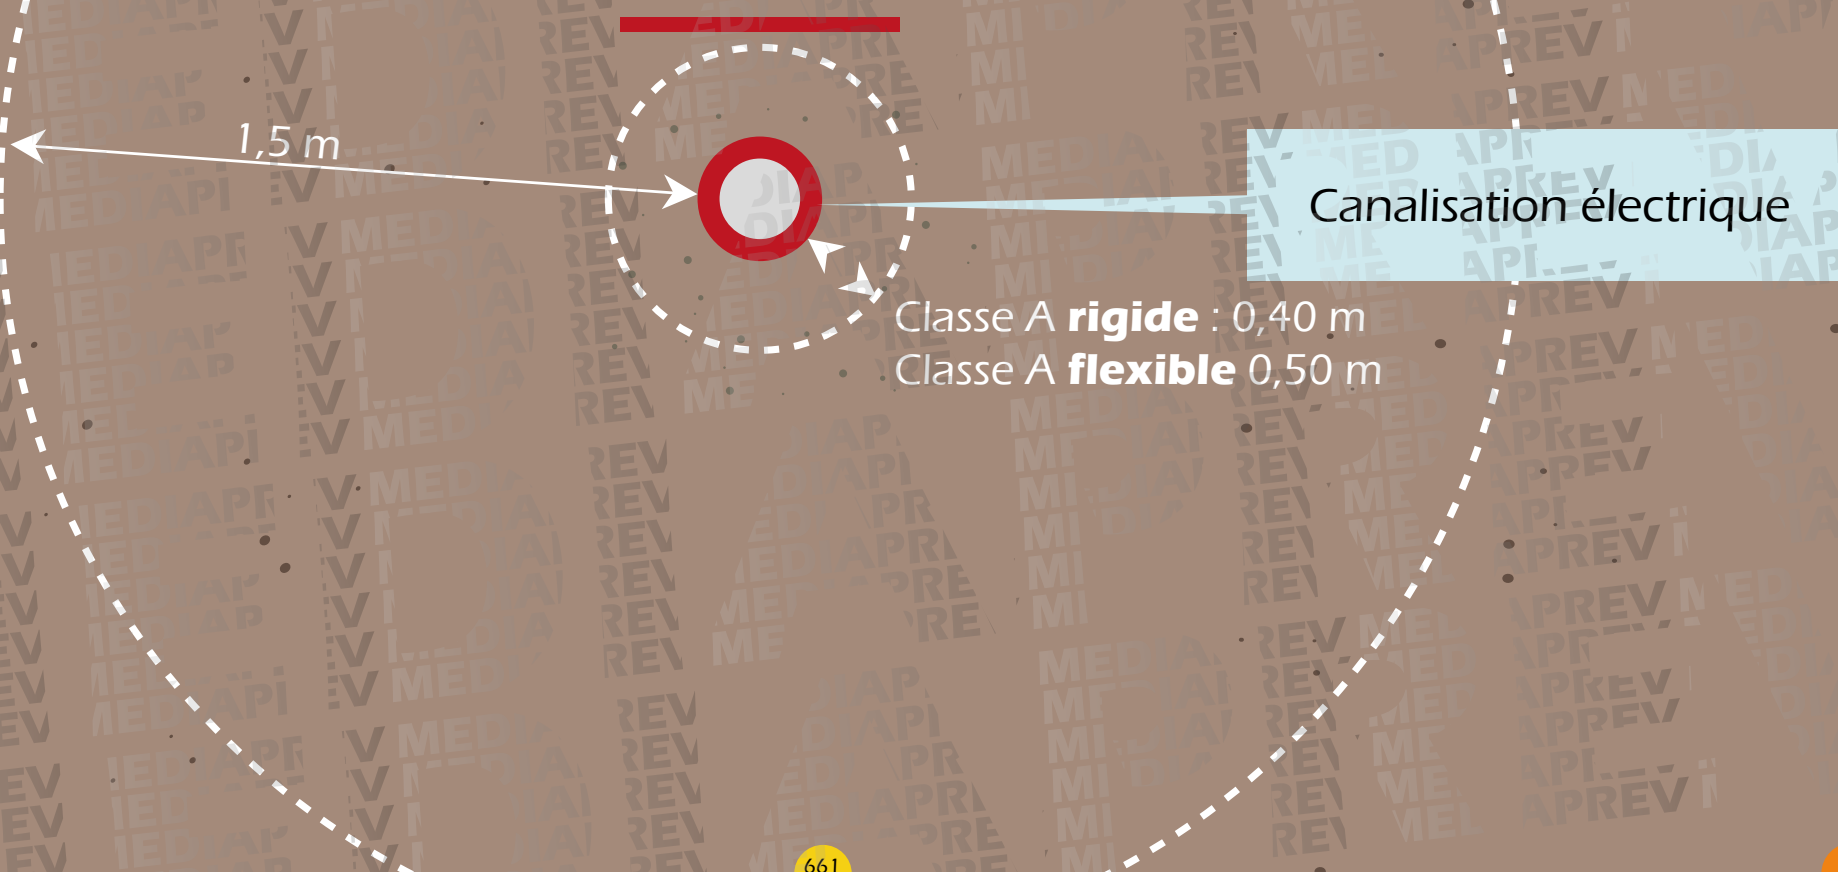 1,5 m
Canalisation électrique
Classe A rigide : 0,40 m
Classe A flexible 0,50 m
661